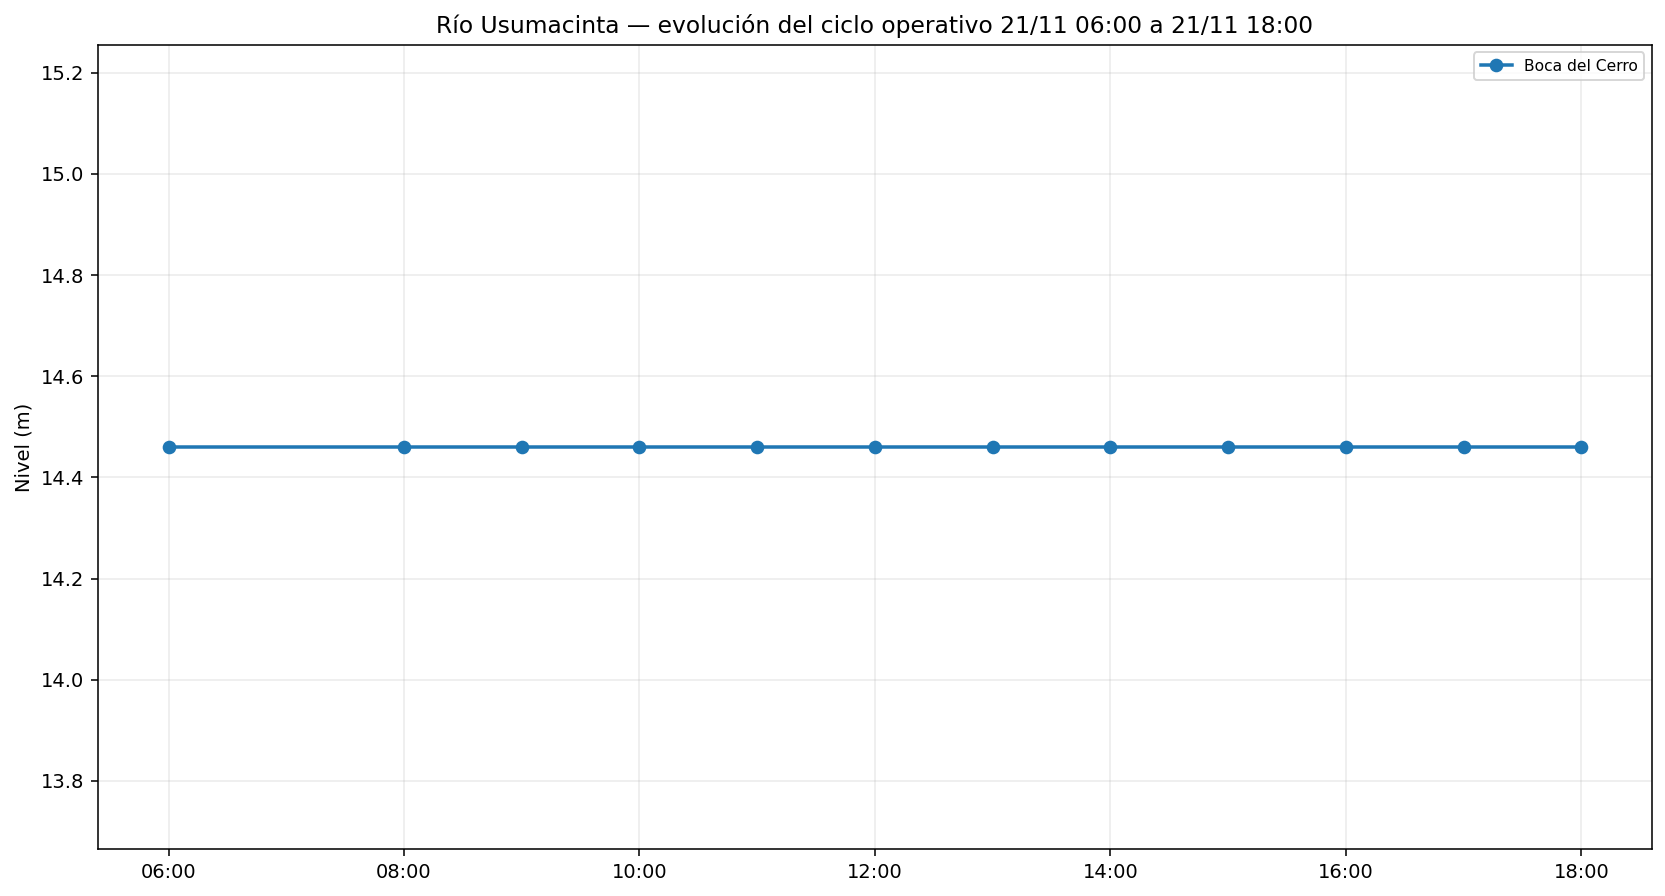 Río Usumacinta — evolución del ciclo operativo 21/11 06:00 a 21/11 18:00
Boca del Cerro
Nivel (m)
15.2
15.0
14.8
14.6
14.4
14.2
14.0
13.8
06:00 08:00 10:00 12:00 14:00 16:00 18:00